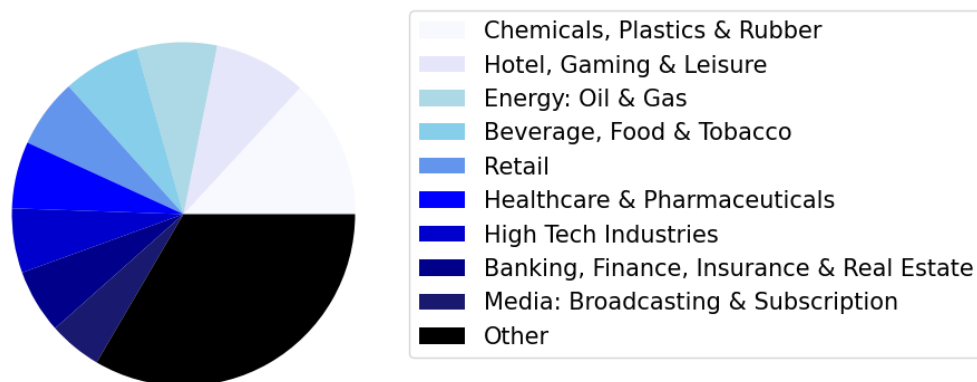 Chemicals, Plastics & Rubber
Hotel, Gaming & Leisure
Energy: Oil & Gas
Beverage, Food & Tobacco
Retail
Healthcare & Pharmaceuticals
High Tech Industries
Banking, Finance, Insurance & Real Estate
Media: Broadcasting & Subscription
Other